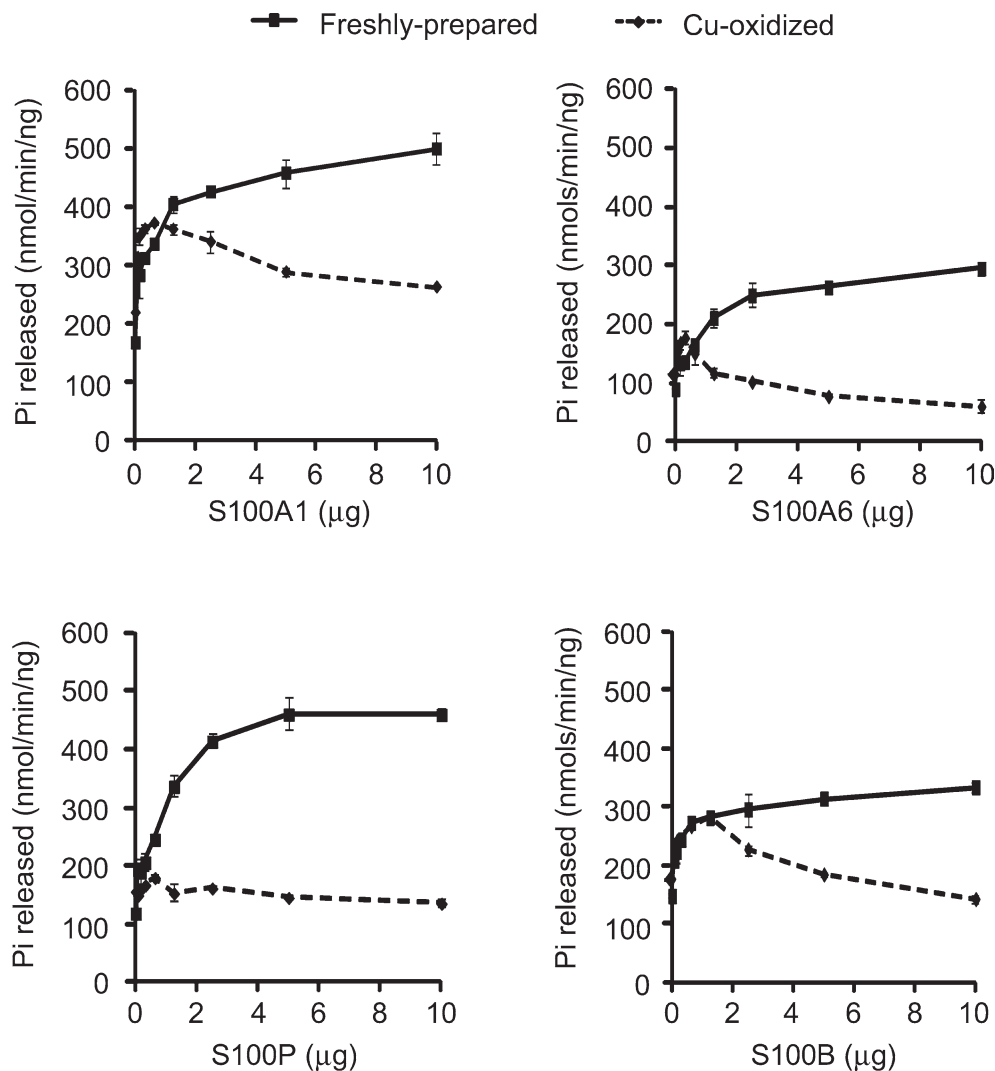 Freshly-prepared Cu-oxidized
600
500
400
300
200
100
0
Pi released (nmol/min/ng)
0 2 4 6 8 10
S100A1 (μg)
600
500
400
300
200
100
0
Pi released (nmols/min/ng)
0 2 4 6 8 10
S100A6 (μg)
600
500
400
300
200
100
0
Pi released (nmol/min/ng)
0 2 4 6 8 10
S100P (μg)
600
500
400
300
200
100
0
Pi released (nmols/min/ng)
0 2 4 6 8 10
S100B (μg)